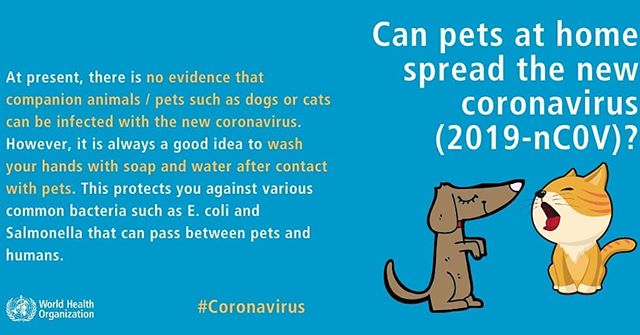 Can pets at home
spread the new
coronavirus
(2019-nC0V)?
At present, there is no evidence that
companion animals / pets such as dogs or cats
can be infected with the new coronavirus.
However, it is always a good idea to wash
your hands with soap and water after contact
with pets. This protects you against various
common bacteria such as E. coli and
Salmonella that can pass between pets and
humans.
World Health
Organization
#Coronavirus